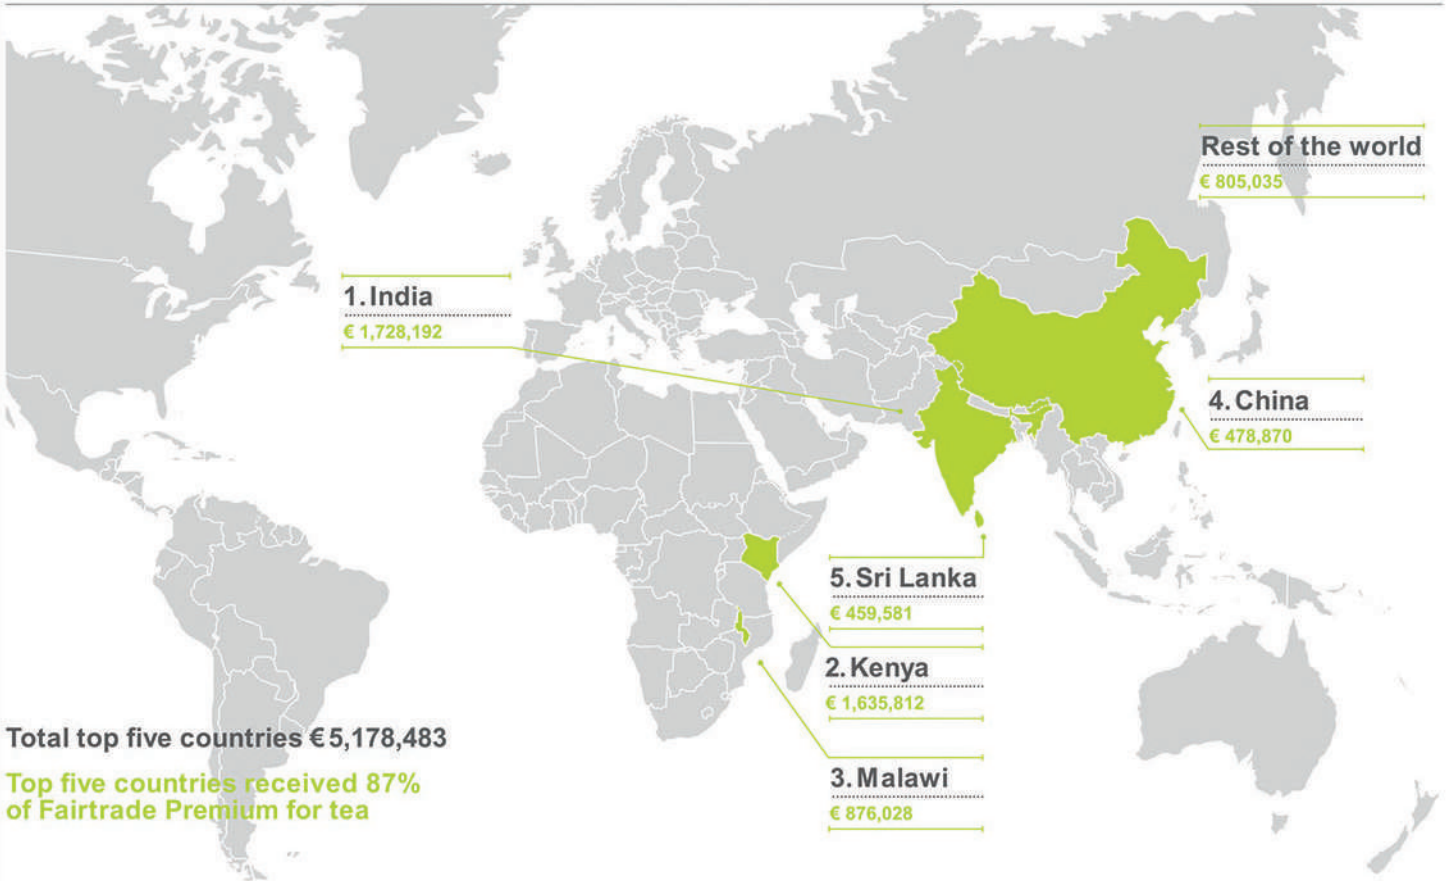 Rest of the world
€ 805,035
1. India
€ 1,728,192
4. China
€ 478,870
5. Sri Lanka
€ 459,581
2. Kenya
€ 1,635,812
Total top five countries €5,178,483
3. Malawi
€ 876,028
Top five countries received 87%
of Fairtrade Premium for tea